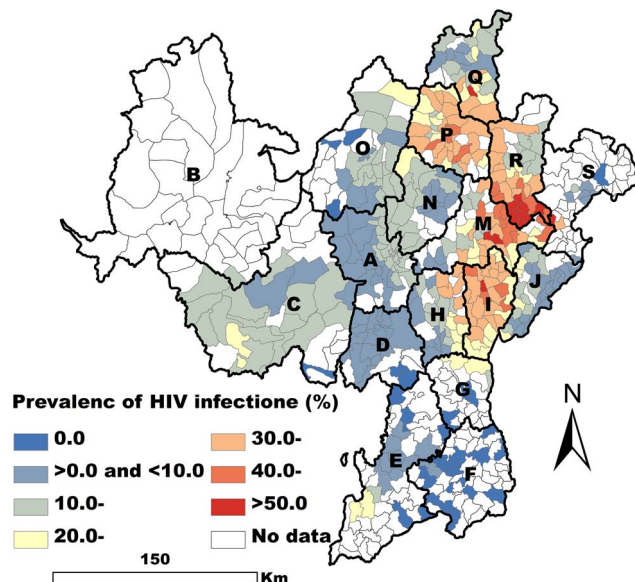 Q
P
O
R
S
B
N
M
A
J
C
H
I
D
G
E
F
N
Prevalenc of HIV infectione (%)
0.0
30.0-
>0.0 and <10.0
40.0-
10.0-
>50.0
20.0-
No data
150
Km